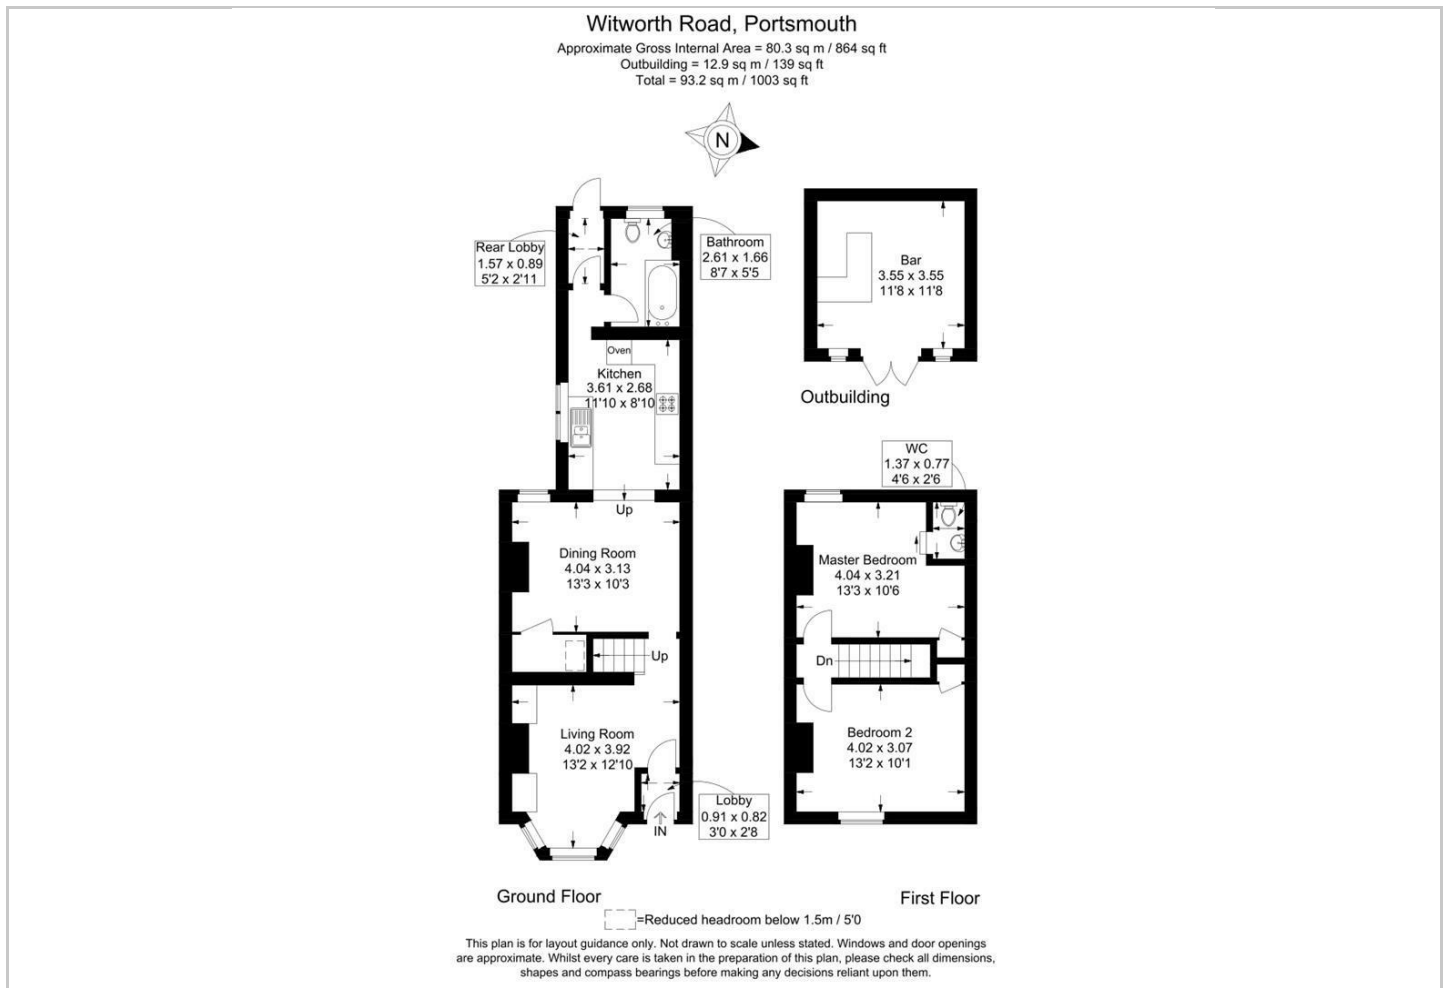 Witworth Road, Portsmouth
Approximate Gross Internal Area = 80.3 sq m / 864 sq ft
Outbuilding = 12.9 sq m / 139 sq ft
Total = 93.2 sq m / 1003 sq ft
N
Rear Lobby
1.57 x 0.89
5'2 x 2'11
Bathroom
2.61 x 1.66
8'7 x 5'5
Bar
3.55 x 3.55
11'8 x 11'8
Oven
Kitchen
3.61 x 2.68
11'10 x 8'10
Outbuilding
WC
1.37 x 0.77
4'6 x 2'6
Up
Dining Room
4.04 x 3.13
13'3 x 10'3
Master Bedroom
4.04 x 3.21
13'3 x 10'6
Up
Dn
Living Room
4.02 x 3.92
13'2 x 12'10
Bedroom 2
4.02 x 3.07
13'2 x 10'1
Lobby
0.91 x 0.82
3'0 x 2'8
IN
Ground Floor
First Floor
=Reduced headroom below 1.5m / 5'0
This plan is for layout guidance only. Not drawn to scale unless stated. Windows and door openings
are approximate. Whilst every care is taken in the preparation of this plan, please check all dimensions,
shapes and compass bearings before making any decisions reliant upon them.